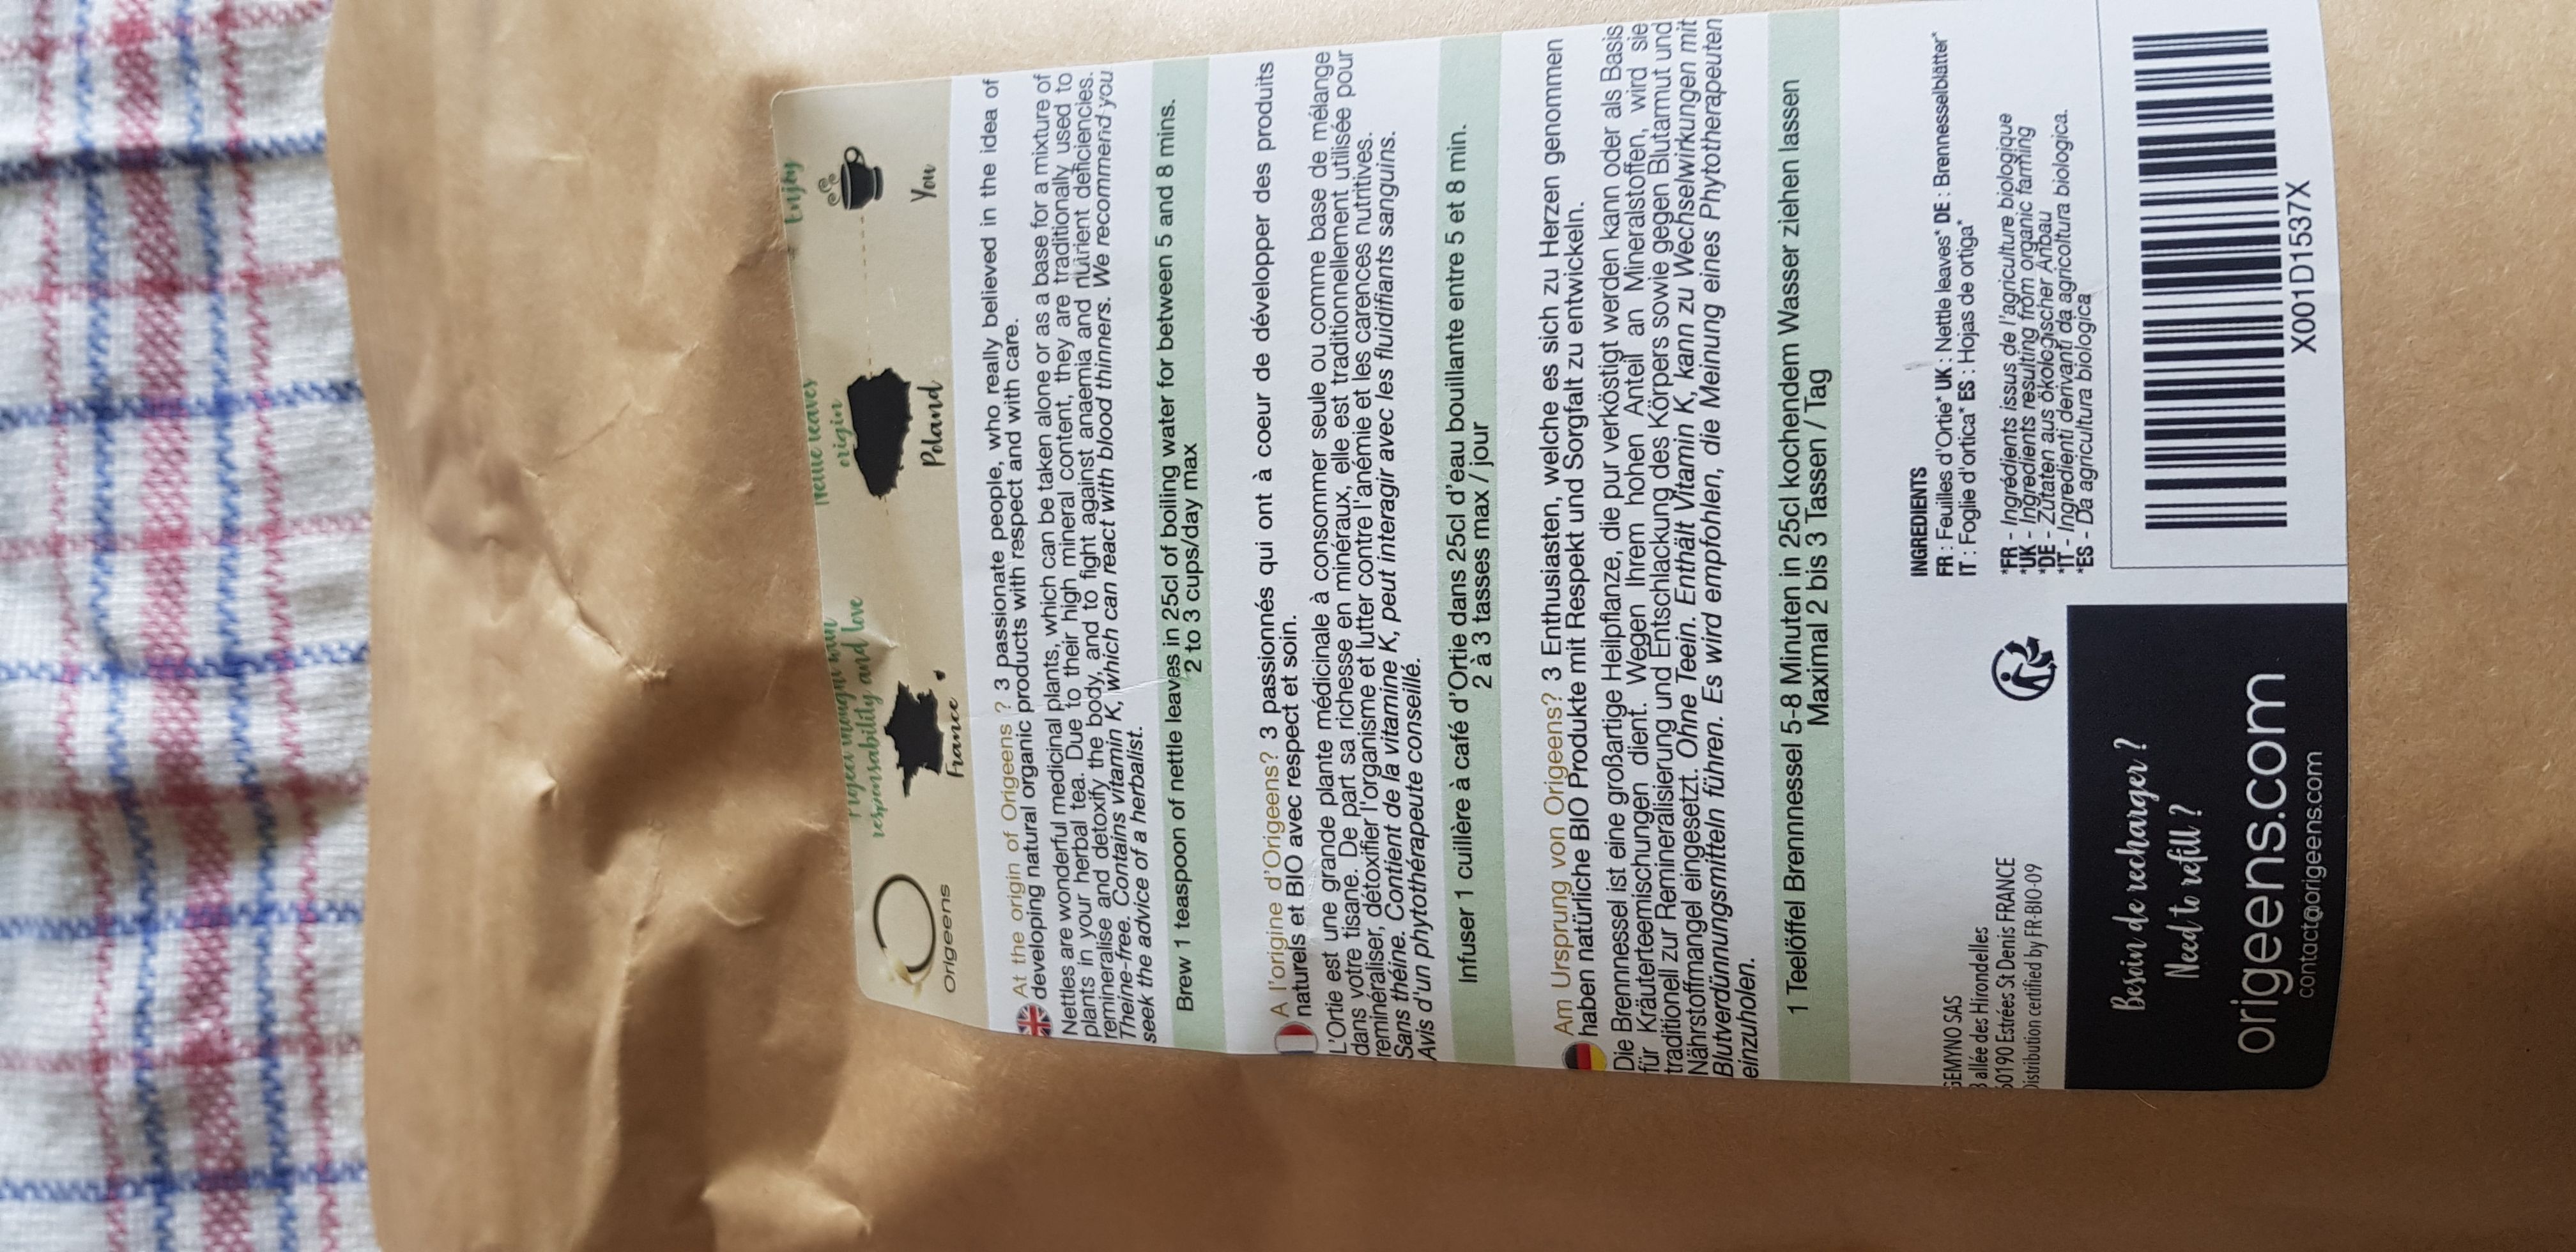 Origeens
responsability and love
France
origin
Poland
Enjoy
You
At the origin of Origeens ? 3 passionate people, who really believed in the idea of
developing natural organic products with respect and with care.
Nettles are wonderful medicinal plants, which can be taken alone or as a base for a mixture of
plants in your herbal tea. Due to their high mineral content, they are traditionally used to
remineralise and detoxify the body, and to fight against anaemia and nutrient deficiencies.
Theine-free. Contains vitamin K, which can react with blood thinners. We recommend you
seek the advice of a herbalist.
Brew 1 teaspoon of nettle leaves in 25cl of boiling water for between 5 and 8 mins.
2 to 3 cups/day max
A l'origine d'Origeens? 3 passionnés qui ont à coeur de développer des produits
naturels et BIO avec respect et soin.
L'Ortie est une grande plante médicinale à consommer seule ou comme base de mélange
dans votre tisane. De part sa richesse en minéraux, elle est traditionnellement utilisée pour
reminéraliser, détoxifier l'organisme et lutter contre l'anémie et les carences nutritives.
Sans théine. Contient de la vitamine K, peut interagir avec les fluidifiants sanguins.
Avis d'un phytothérapeute conseillé.
Infuser 1 cuillère à café d'Ortie dans 25cl d'eau bouillante entre 5 et 8 min.
2 à 3 tasses max / jour
Am Ursprung von Origeens? 3 Enthusiasten, welche es sich zu Herzen genommen
haben natürliche BIO Produkte mit Respekt und Sorgfalt zu entwickeln.
Die Brennessel ist eine großartige Heilpflanze, die pur verköstigt werden kann oder als Basis
für Kräuterteemischungen dient. Wegen Ihrem hohen Anteil an Mineralstoffen, wird sie
traditionell zur Remineralisierung und Entschlackung des Körpers sowie gegen Blutarmut und
Nährstoffmangel eingesetzt. Ohne Teein. Enthält Vitamin K, kann zu Wechselwirkungen mit
Blutverdünnungsmitteln führen. Es wird empfohlen, die Meinung eines Phytotherapeuten
einzuholen.
1 Teelöffel Brennnessel 5-8 Minuten in 25cl kochendem Wasser ziehen lassen
Maximal 2 bis 3 Tassen / Tag
GEMYNO SAS
3 allée des Hirondelles
60190 Estrées St Denis FRANCE
Distribution certified by FR-BIO-09
INGREDIENTS
FR : Feuilles d'Ortie* UK : Nettle leaves* DE : Brennesselblätter*
IT : Foglie d'ortica* ES : Hojas de ortiga*
*FR - Ingrédients issus de l'agriculture biologique
*UK - Ingredients resulting from organic farming
*DE - Zutaten aus ökologischer Anbau
*IT - Ingredienti derivanti da agricoltura biologica.
*ES - Da agricultura biologica
Besoin de recharger ?
Need to refill ?
origeens.com
contact@origeens.com
X001D1537X